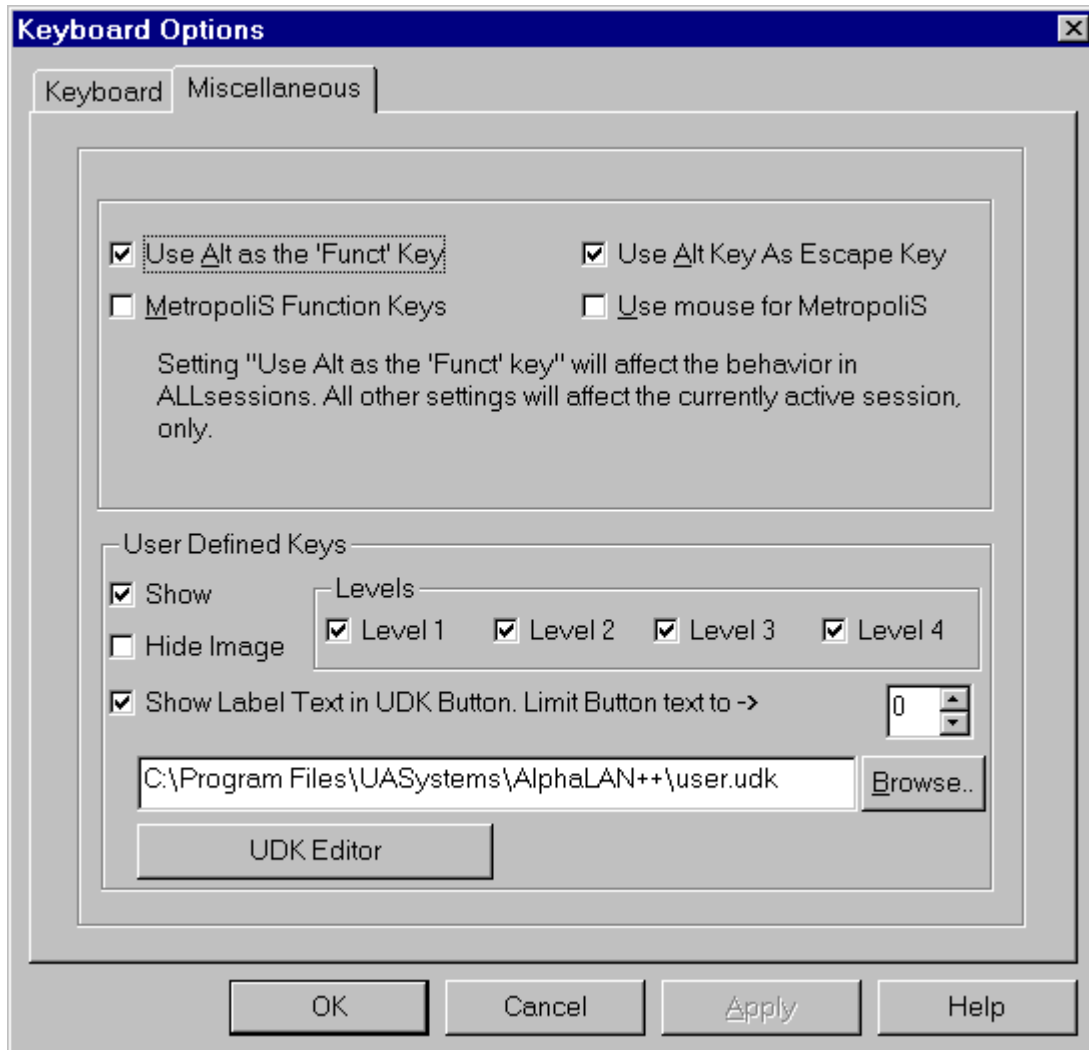 Keyboard Options
Keyboard
Miscellaneous
Use Alt as the 'Funct' Key
Use Alt Key As Escape Key
MetropoliS Function Keys
Use mouse for MetropoliS
Setting "Use Alt as the 'Funct' key" will affect the behavior in
ALLsessions. All other settings will affect the currently active session,
only.
User Defined Keys
Show
Levels
Level 1
Level 2
Level 3
Level 4
Hide Image
Show Label Text in UDK Button. Limit Button text to ->
0
C:\Program Files\UASystems\AlphaLAN++\user.udk
Browse..
UDK Editor
OK
Cancel
Apply
Help